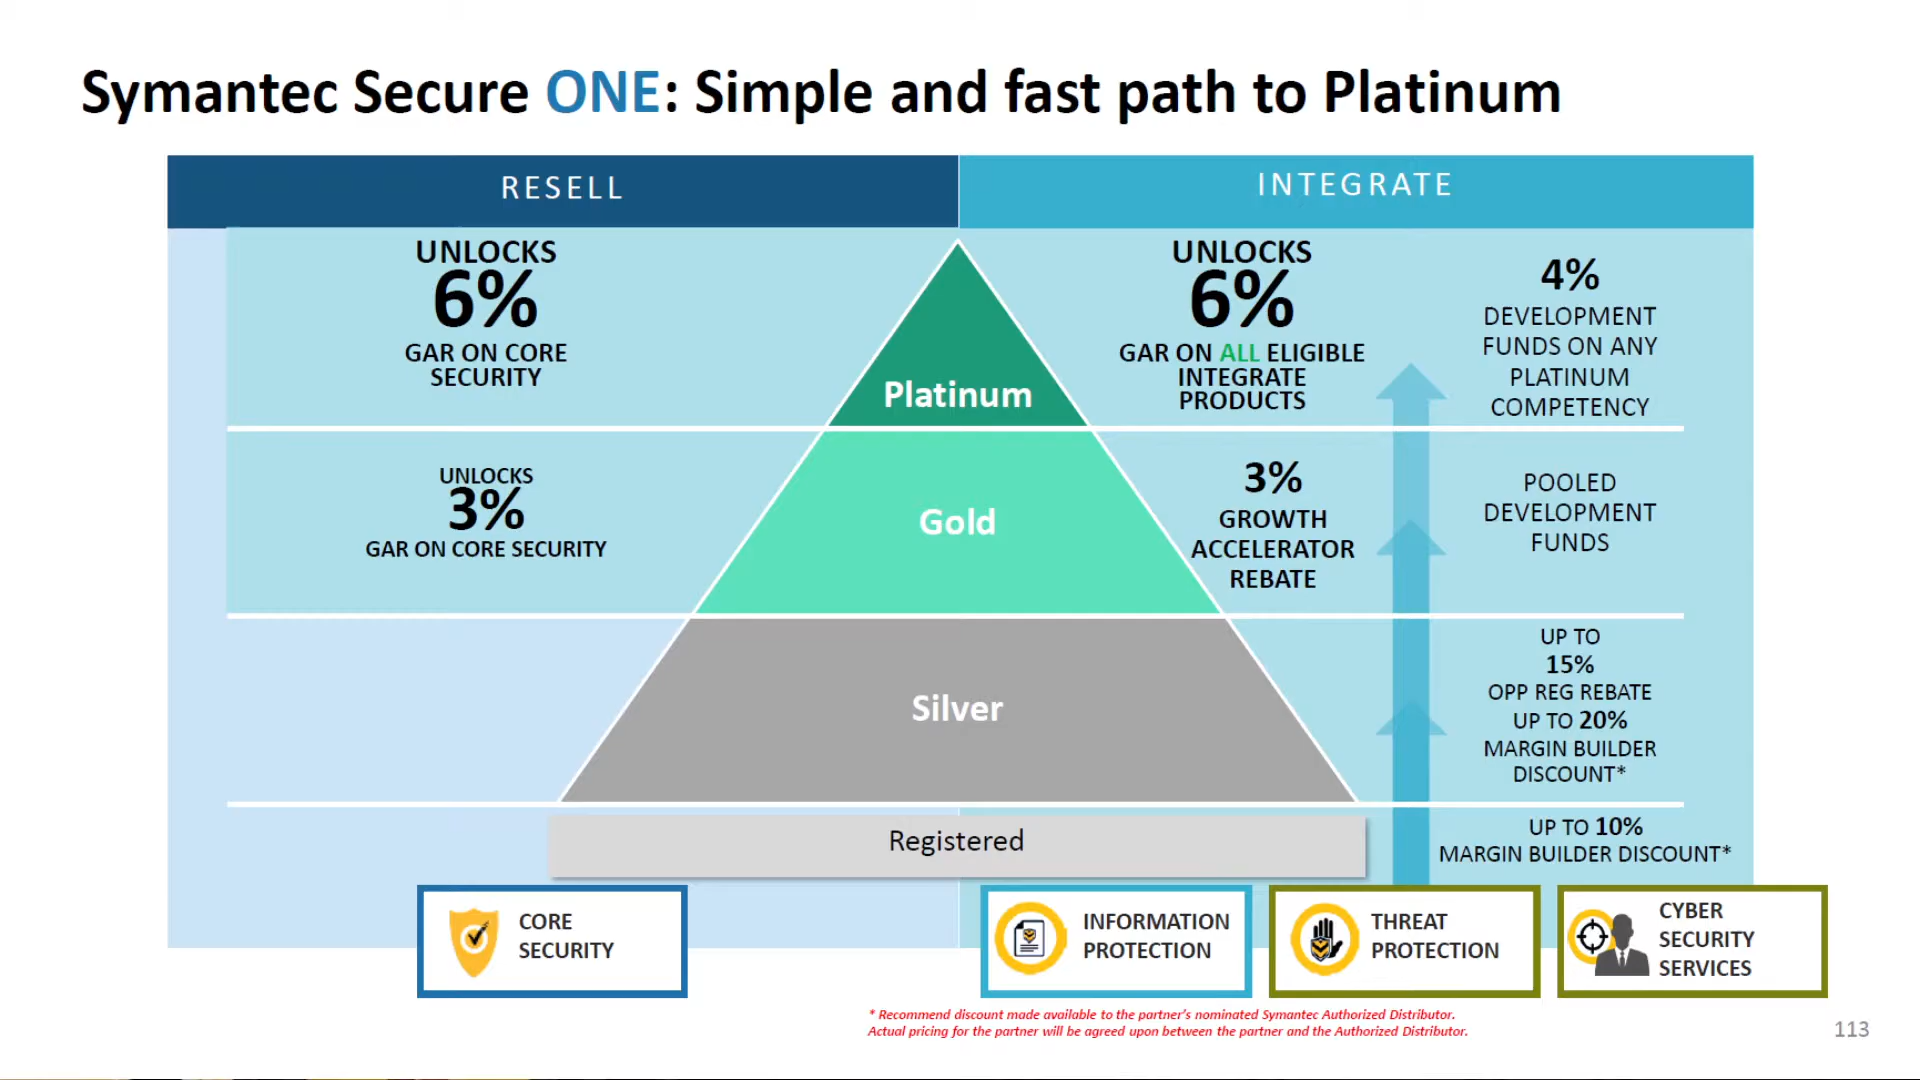 Symantec Secure ONE: Simple and fast path to Platinum
RESELL
INTEGRATE
UNLOCKS
6%
GAR ON CORE
SECURITY
UNLOCKS
6%
GAR ON ALL ELIGIBLE
INTEGRATE
PRODUCTS
4%
DEVELOPMENT
FUNDS ON ANY
PLATINUM
COMPETENCY
Platinum
UNLOCKS
3%
GAR ON CORE SECURITY
Gold
3%
GROWTH
ACCELERATOR
REBATE
POOLED
DEVELOPMENT
FUNDS
Silver
UP TO
15%
OPP REG REBATE
UP TO 20%
MARGIN BUILDER
DISCOUNT*
Registered
UP TO 10%
MARGIN BUILDER DISCOUNT*
CORE
SECURITY
INFORMATION
PROTECTION
THREAT
PROTECTION
CYBER
SECURITY
SERVICES
* Recommend discount made available to the partner's nominated Symantec Authorized Distributor.
Actual pricing for the partner will be agreed upon between the partner and the Authorized Distributor.
113